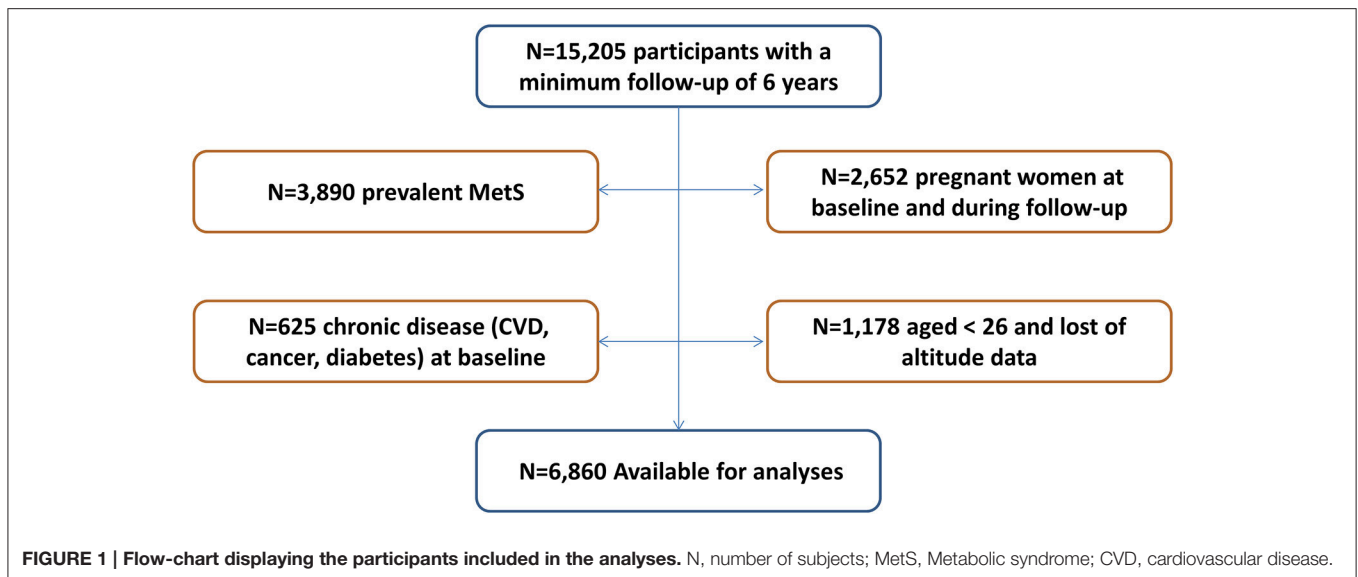 N=15,205 participants with a
minimum follow-up of 6 years
N=3,890 prevalent MetS
N=2,652 pregnant women at
baseline and during follow-up
N=625 chronic disease (CVD,
cancer, diabetes) at baseline
N=1,178 aged < 26 and lost of
altitude data
N=6,860 Available for analyses
FIGURE 1 | Flow-chart displaying the participants included in the analyses. N, number of subjects; MetS, Metabolic syndrome; CVD, cardiovascular disease.